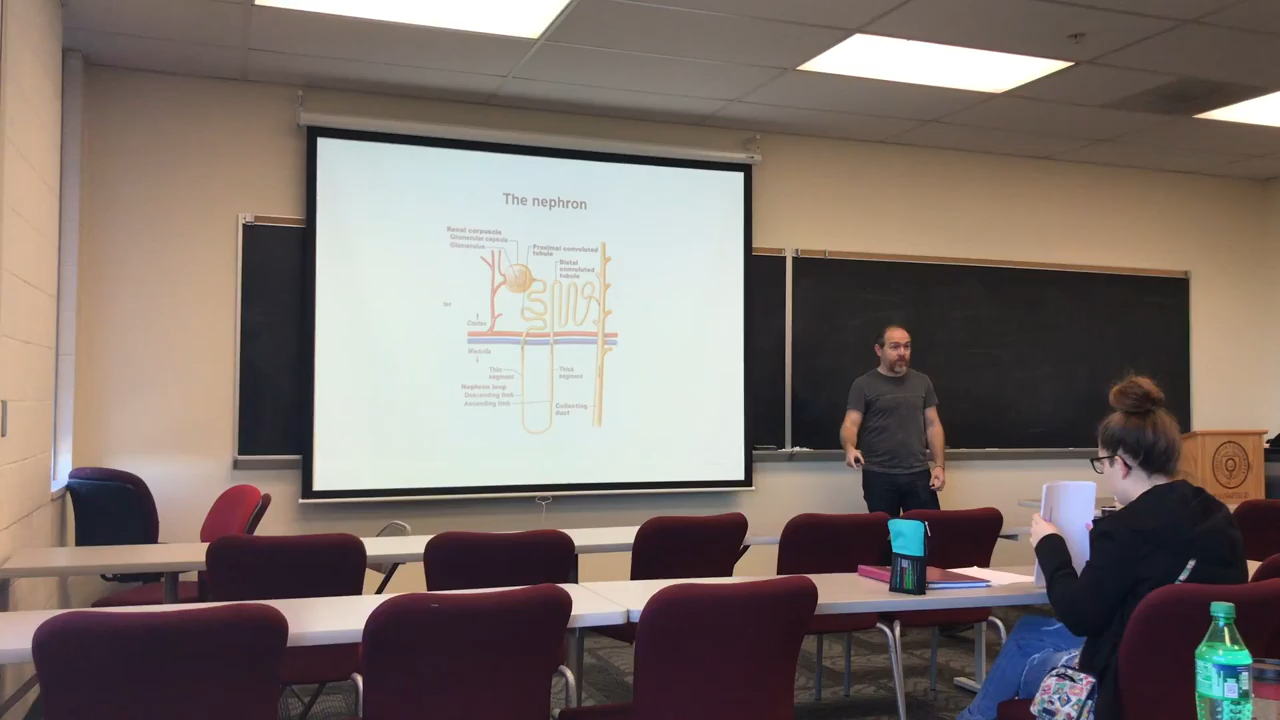 The nephron
Renal corpuscle
Glomerular capsule
Glomerulus
Proximal convoluted
tubule
Distal
convoluted
tubule
Cortex
Medulla
Thin
segment
Thick
segment
Nephron loop
Descending limb
Ascending limb
Collecting
duct